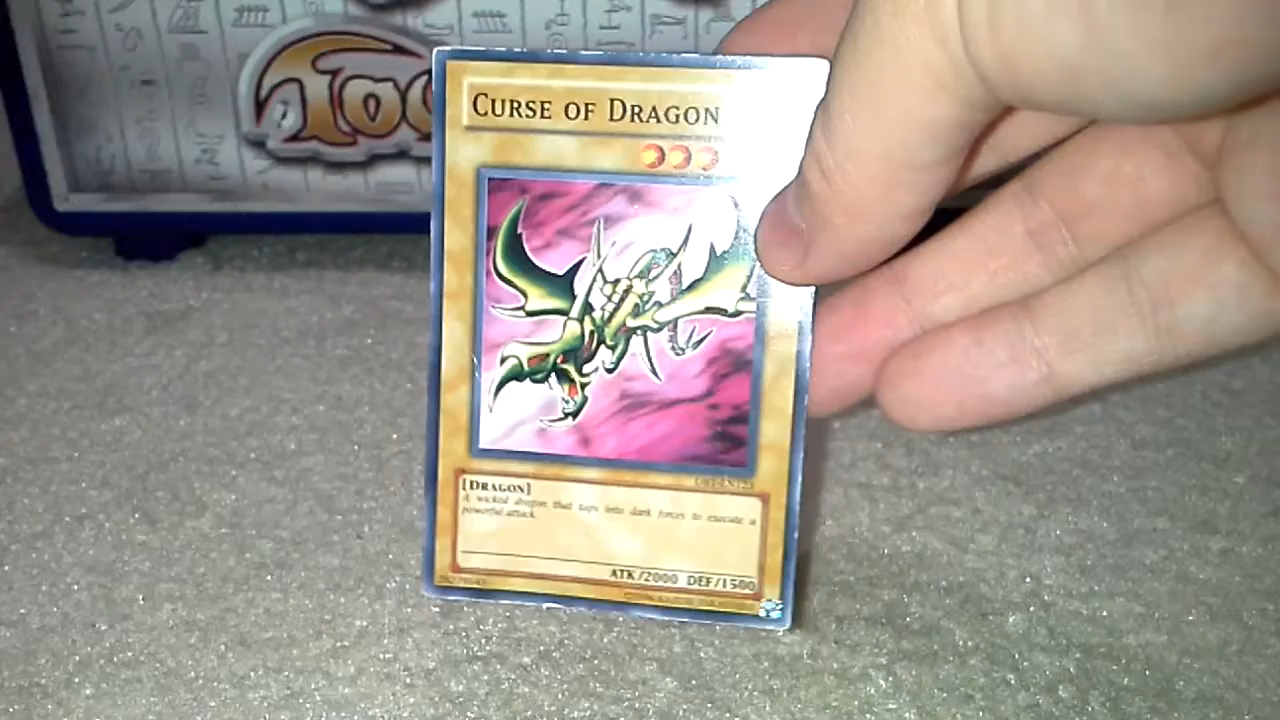 CURSE OF DRAGON
[DRAGON]
A wicked dragon that taps into dark forces to execute a
powerful attack.
ATK/2000 DEF/1500